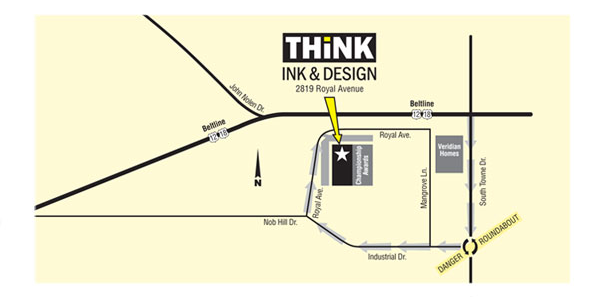 THiNK
INK & DESIGN
2819 Royal Avenue
John Nolen Dr.
Beltline
12 18
Beltline
12 18
Royal Ave.
Championship
Awards
Veridian
Homes
Royal Ave.
Mangrove Ln.
South Towne Dr.
N
Nob Hill Dr.
Industrial Dr.
DANGER ROUNDABOUT